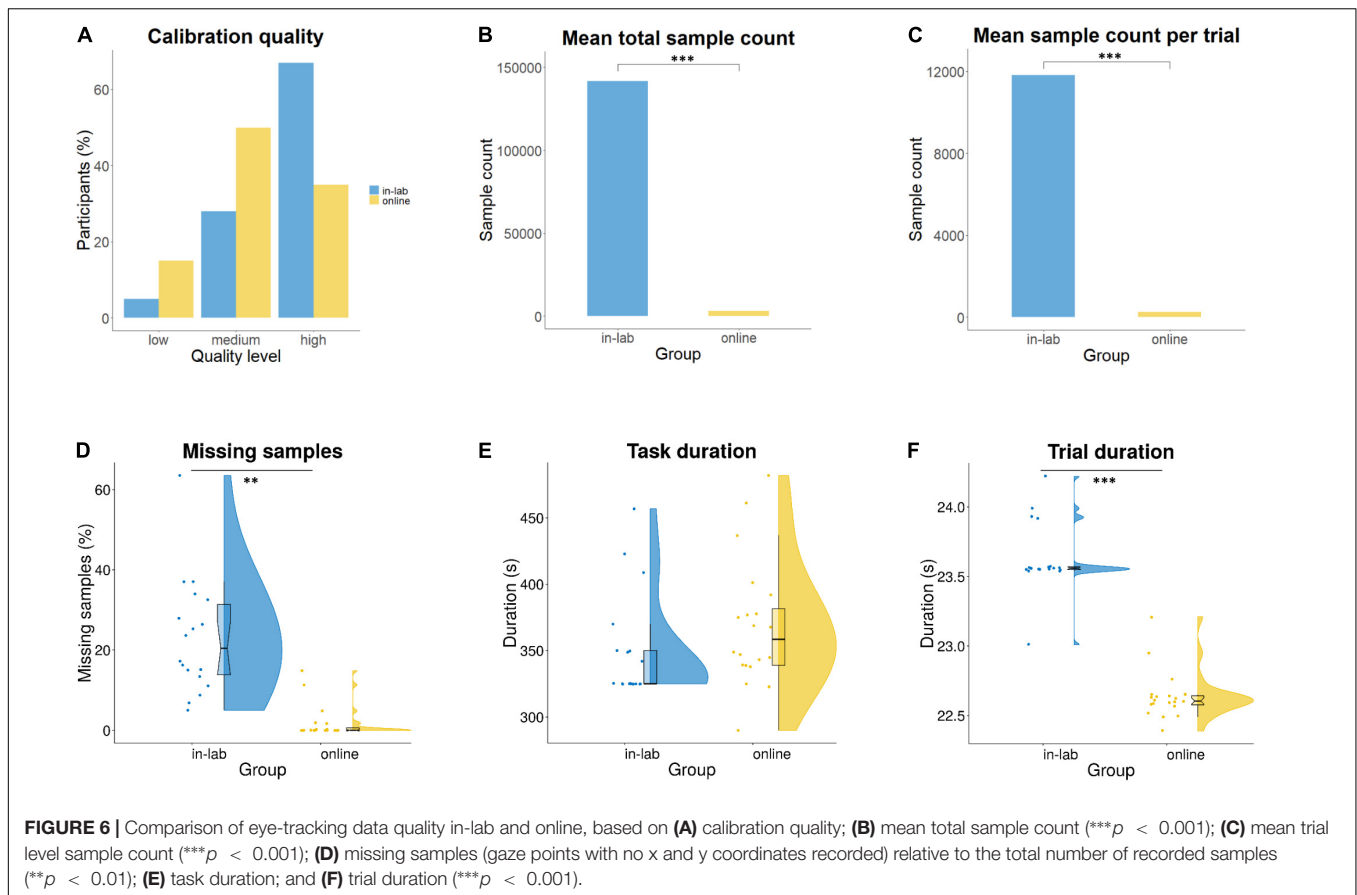 A
Calibration quality
60
40
20
0
Participants (%)
low medium high
Quality level
in-lab
online
B
Mean total sample count
***
150000
100000
50000
0
Sample count
in-lab online
Group
C
Mean sample count per trial
***
12000
8000
4000
0
Sample count
in-lab online
Group
D
Missing samples
**
60
40
20
0
Missing samples (%)
in-lab online
Group
E
Task duration
450
400
350
300
Duration (s)
in-lab online
Group
F
Trial duration
***
24.0
23.5
23.0
22.5
Duration (s)
in-lab online
Group
FIGURE 6 | Comparison of eye-tracking data quality in-lab and online, based on (A) calibration quality; (B) mean total sample count (***p < 0.001); (C) mean trial
level sample count (***p < 0.001); (D) missing samples (gaze points with no x and y coordinates recorded) relative to the total number of recorded samples
(**p < 0.01); (E) task duration; and (F) trial duration (***p < 0.001).